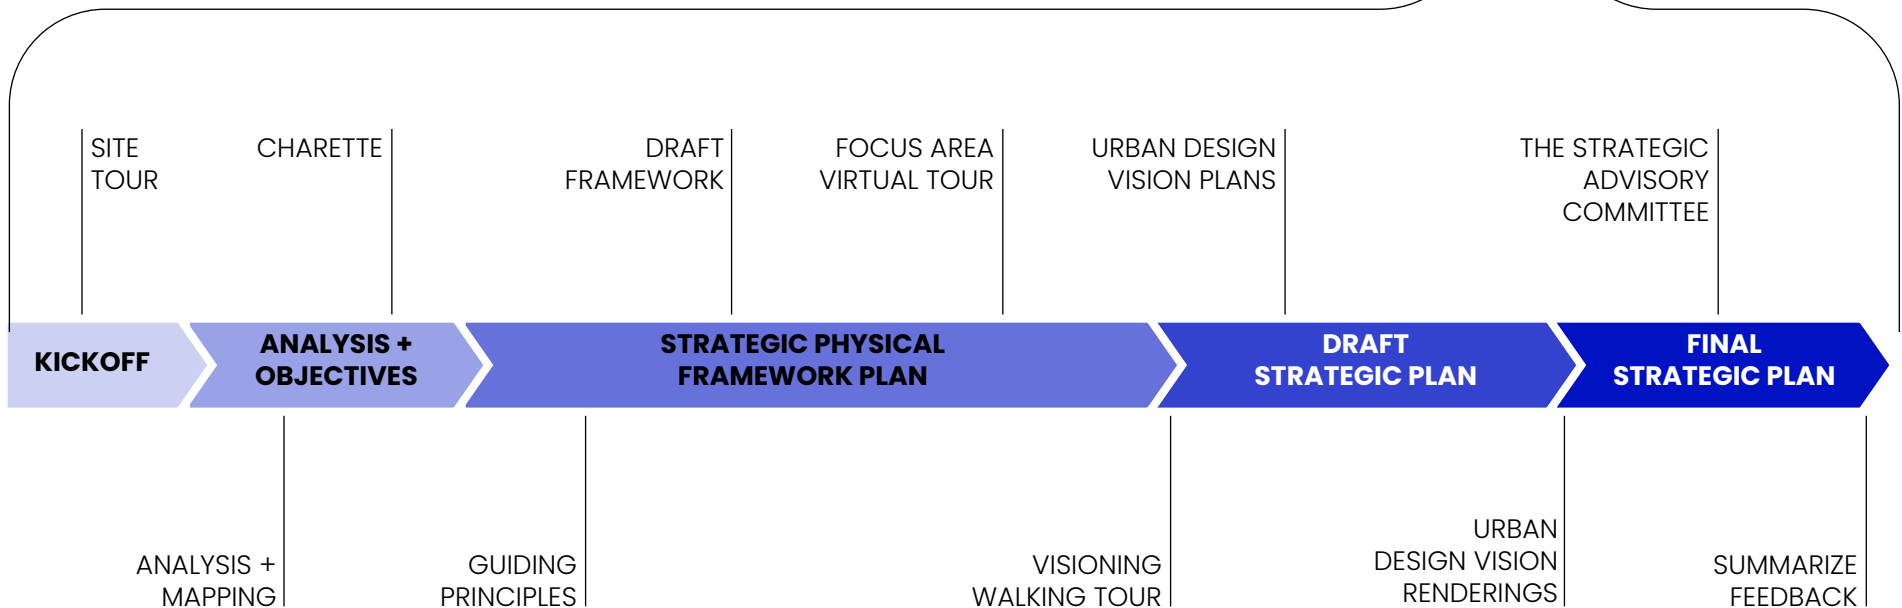 SITE
TOUR
CHARETTE
DRAFT
FRAMEWORK
FOCUS AREA
VIRTUAL TOUR
URBAN DESIGN
VISION PLANS
THE STRATEGIC
ADVISORY
COMMITTEE
KICKOFF
ANALYSIS +
OBJECTIVES
STRATEGIC PHYSICAL
FRAMEWORK PLAN
DRAFT
STRATEGIC PLAN
FINAL
STRATEGIC PLAN
ANALYSIS +
MAPPING
GUIDING
PRINCIPLES
VISIONING
WALKING TOUR
URBAN
DESIGN VISION
RENDERINGS
SUMMARIZE
FEEDBACK